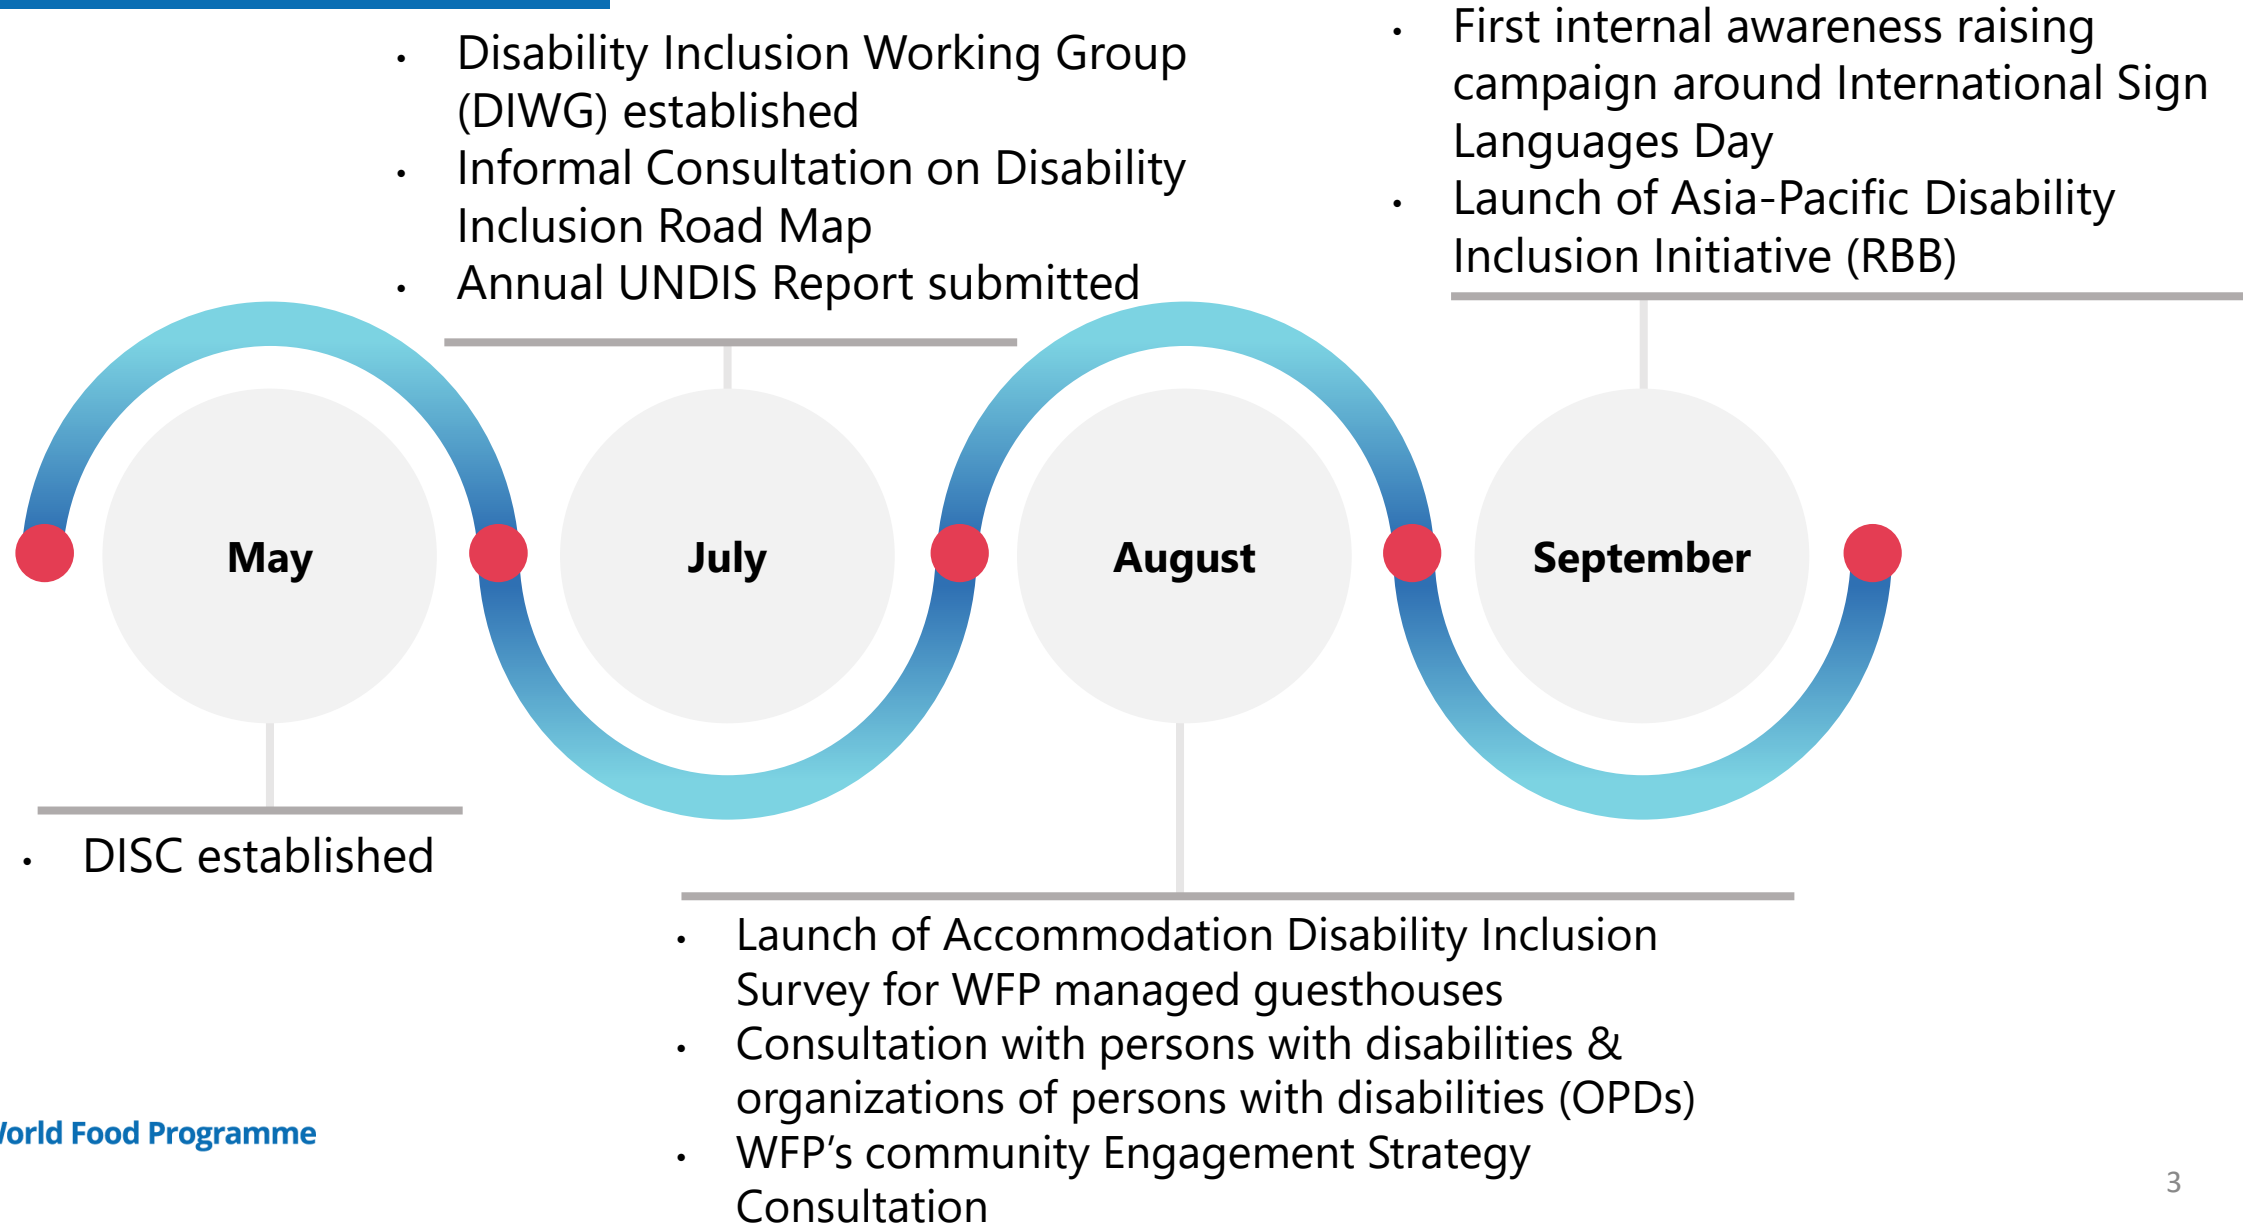 • Disability Inclusion Working Group
(DIWG) established
• Informal Consultation on Disability
Inclusion Road Map
• Annual UNDIS Report submitted
• First internal awareness raising
campaign around International Sign
Languages Day
• Launch of Asia-Pacific Disability
Inclusion Initiative (RBB)
May
July
August
September
• DISC established
• Launch of Accommodation Disability Inclusion
Survey for WFP managed guesthouses
• Consultation with persons with disabilities &
organizations of persons with disabilities (OPDs)
• WFP’s community Engagement Strategy
Consultation
World Food Programme
3